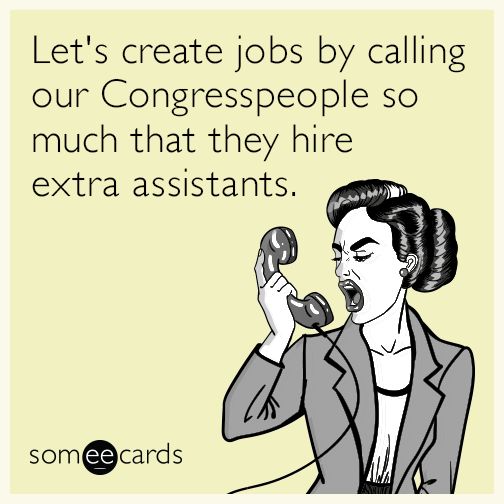 Let's create jobs by calling
our Congresspeople so
much that they hire
extra assistants.
someecards